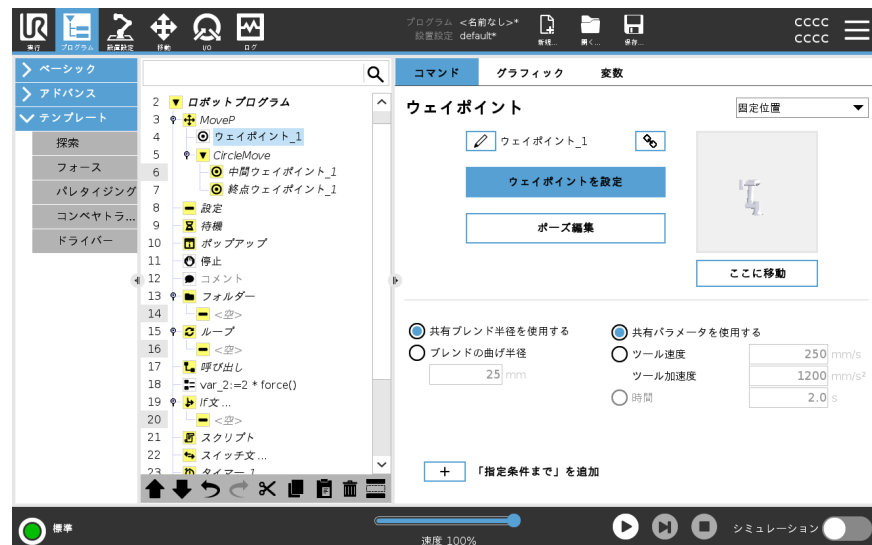 UR
実行
プログラム
設置設定
移動
I/O
ログ
プログラム <名前なし>*
設置設定 default*
新規...
開く...
保存...
CCCC
CCCC
ベーシック
アドバンス
テンプレート
探索
フォース
パレタイジング
コンベヤトラ...
ドライバー
2 ロボットプログラム
3 MoveP
4 ウェイポイント_1
5 CircleMove
6 中間ウェイポイント_1
7 終点ウェイポイント_1
8 設定
9 待機
10 ポップアップ
11 停止
12 コメント
13 フォルダー
14 <空>
15 ループ
16 <空>
17 呼び出し
18 var_2:=2 * force()
19 If文 ...
20 <空>
21 スクリプト
22 スイッチ文 ...
23 タイマー 1
コマンド グラフィック 変数
ウェイポイント
固定位置
ウェイポイント_1
ウェイポイントを設定
ポーズ編集
ここに移動
共有ブレンド半径を使用する
ブレンドの曲げ半径
25 mm
共有パラメータを使用する
ツール速度 250 mm/s
ツール加速度 1200 mm/s²
時間 2.0 s
+ 「指定条件まで」を追加
標準
速度 100%
シミュレーション